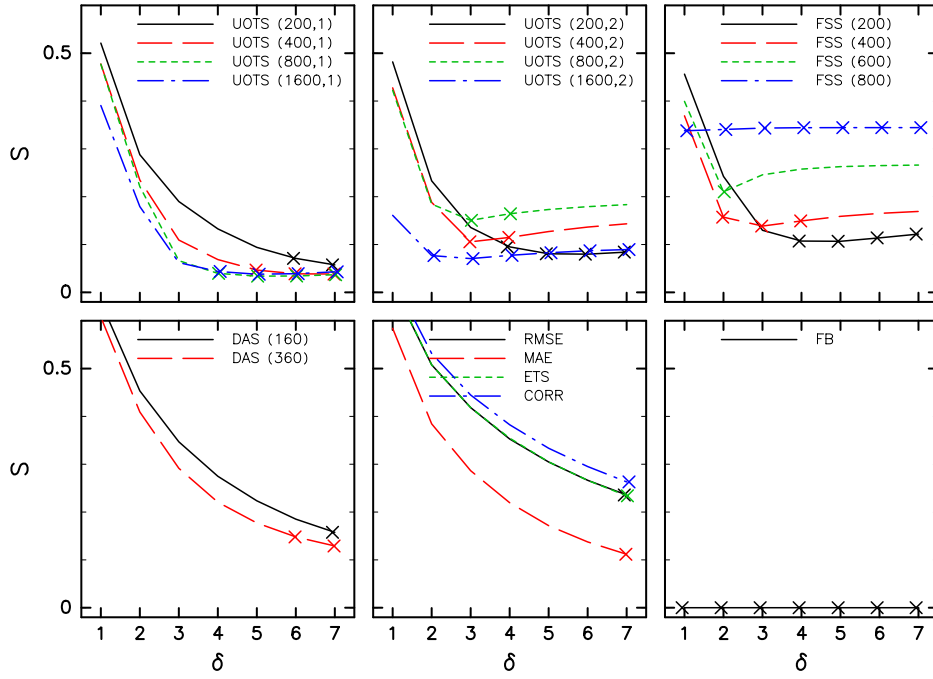 UOTS (200,1)
UOTS (400,1)
UOTS (800,1)
UOTS (1600,1)
UOTS (200,2)
UOTS (400,2)
UOTS (800,2)
UOTS (1600,2)
FSS (200)
FSS (400)
FSS (600)
FSS (800)
0.5
S
0
DAS (160)
DAS (360)
RMSE
MAE
ETS
CORR
FB
0.5
S
0
1 2 3 4 5 6 7
1 2 3 4 5 6 7
1 2 3 4 5 6 7
δ
δ
δ